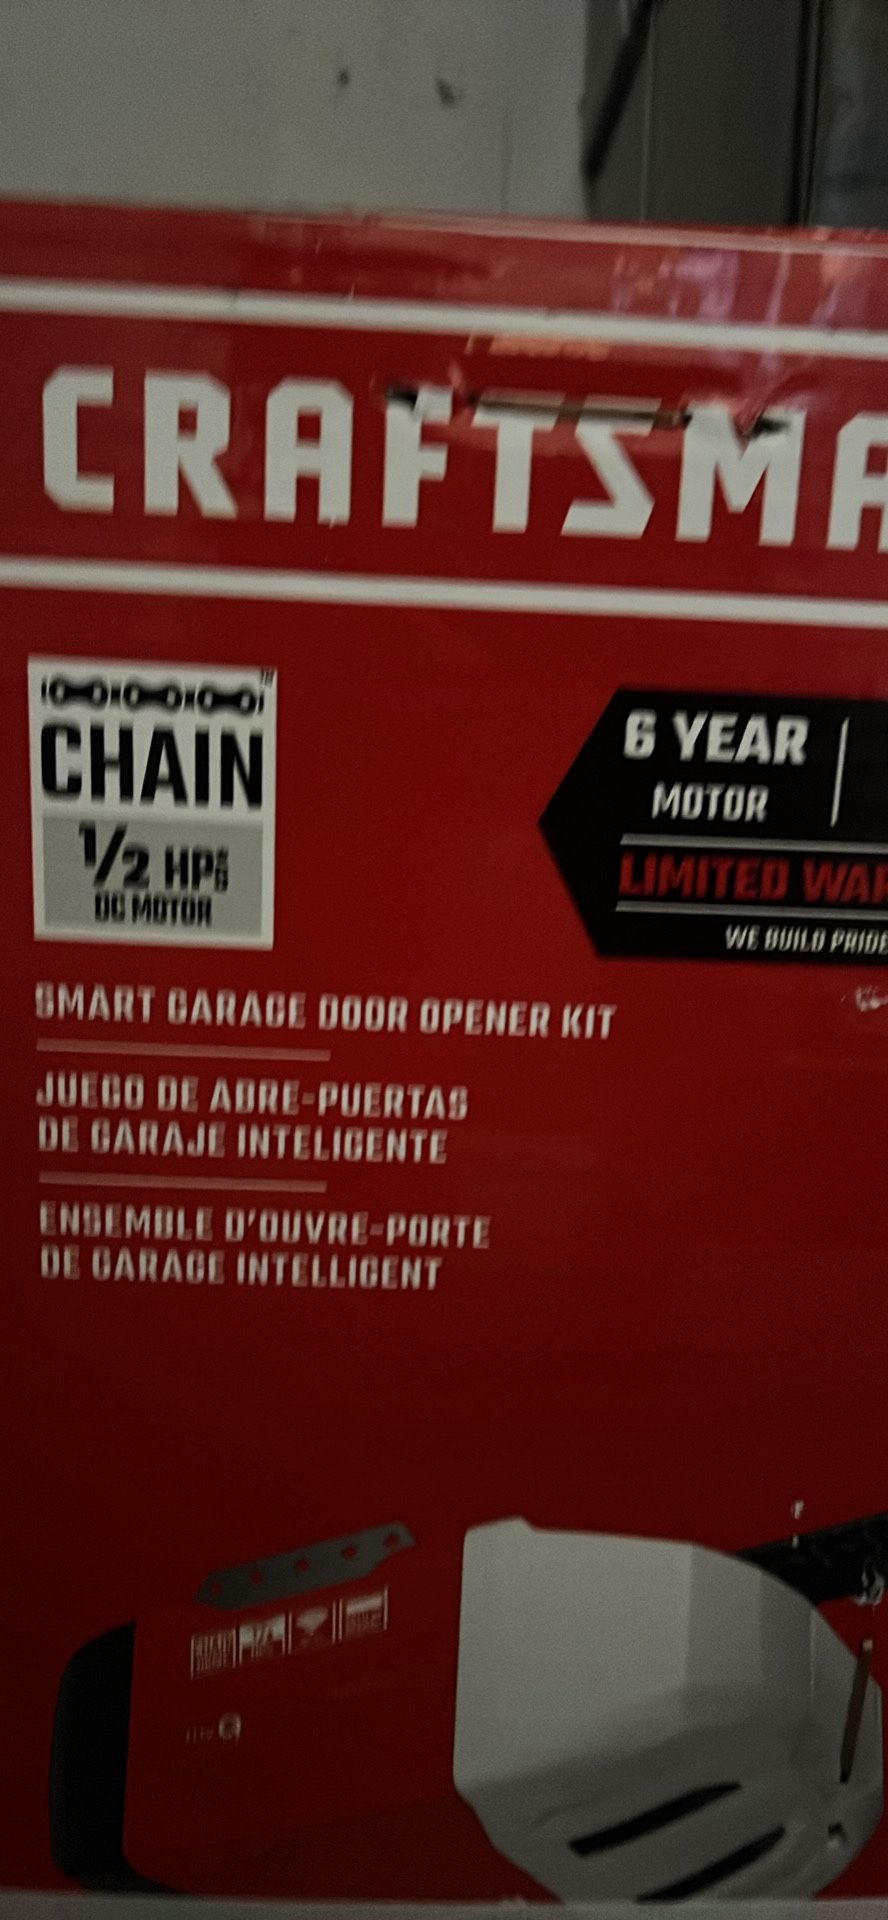 CRAFTSMA
CHAIN
1/2 HP
DC MOTOR
6 YEAR
MOTOR
LIMITED WAR
WE BUILD PRIDE
SMART GARAGE DOOR OPENER KIT
JUEGO DE ABRE-PUERTAS
DE GARAJE INTELIGENTE
ENSEMBLE D'OUVRE-PORTE
DE GARAGE INTELLIGENT